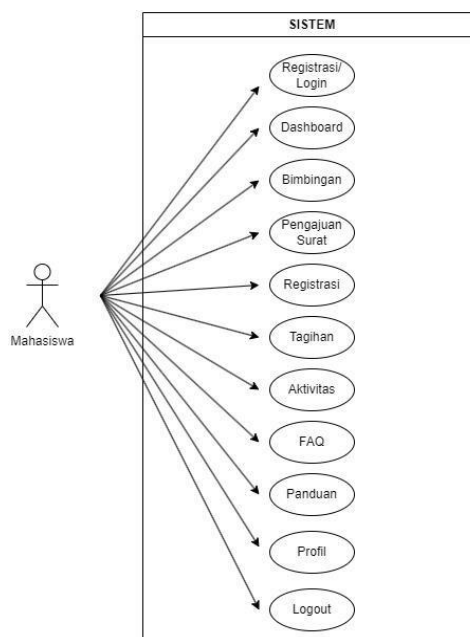 SISTEM
Registrasi/
Login
Dashboard
Bimbingan
Pengajuan
Surat
Registrasi
Mahasiswa
Tagihan
Aktivitas
FAQ
Panduan
Profil
Logout